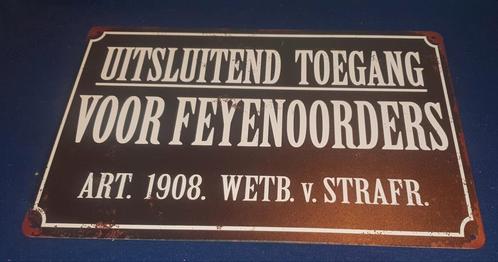 UITSLUITEND TOEGANG
VOOR FEYENOORDERS
ART. 1908. WETB. v. STRAFR.